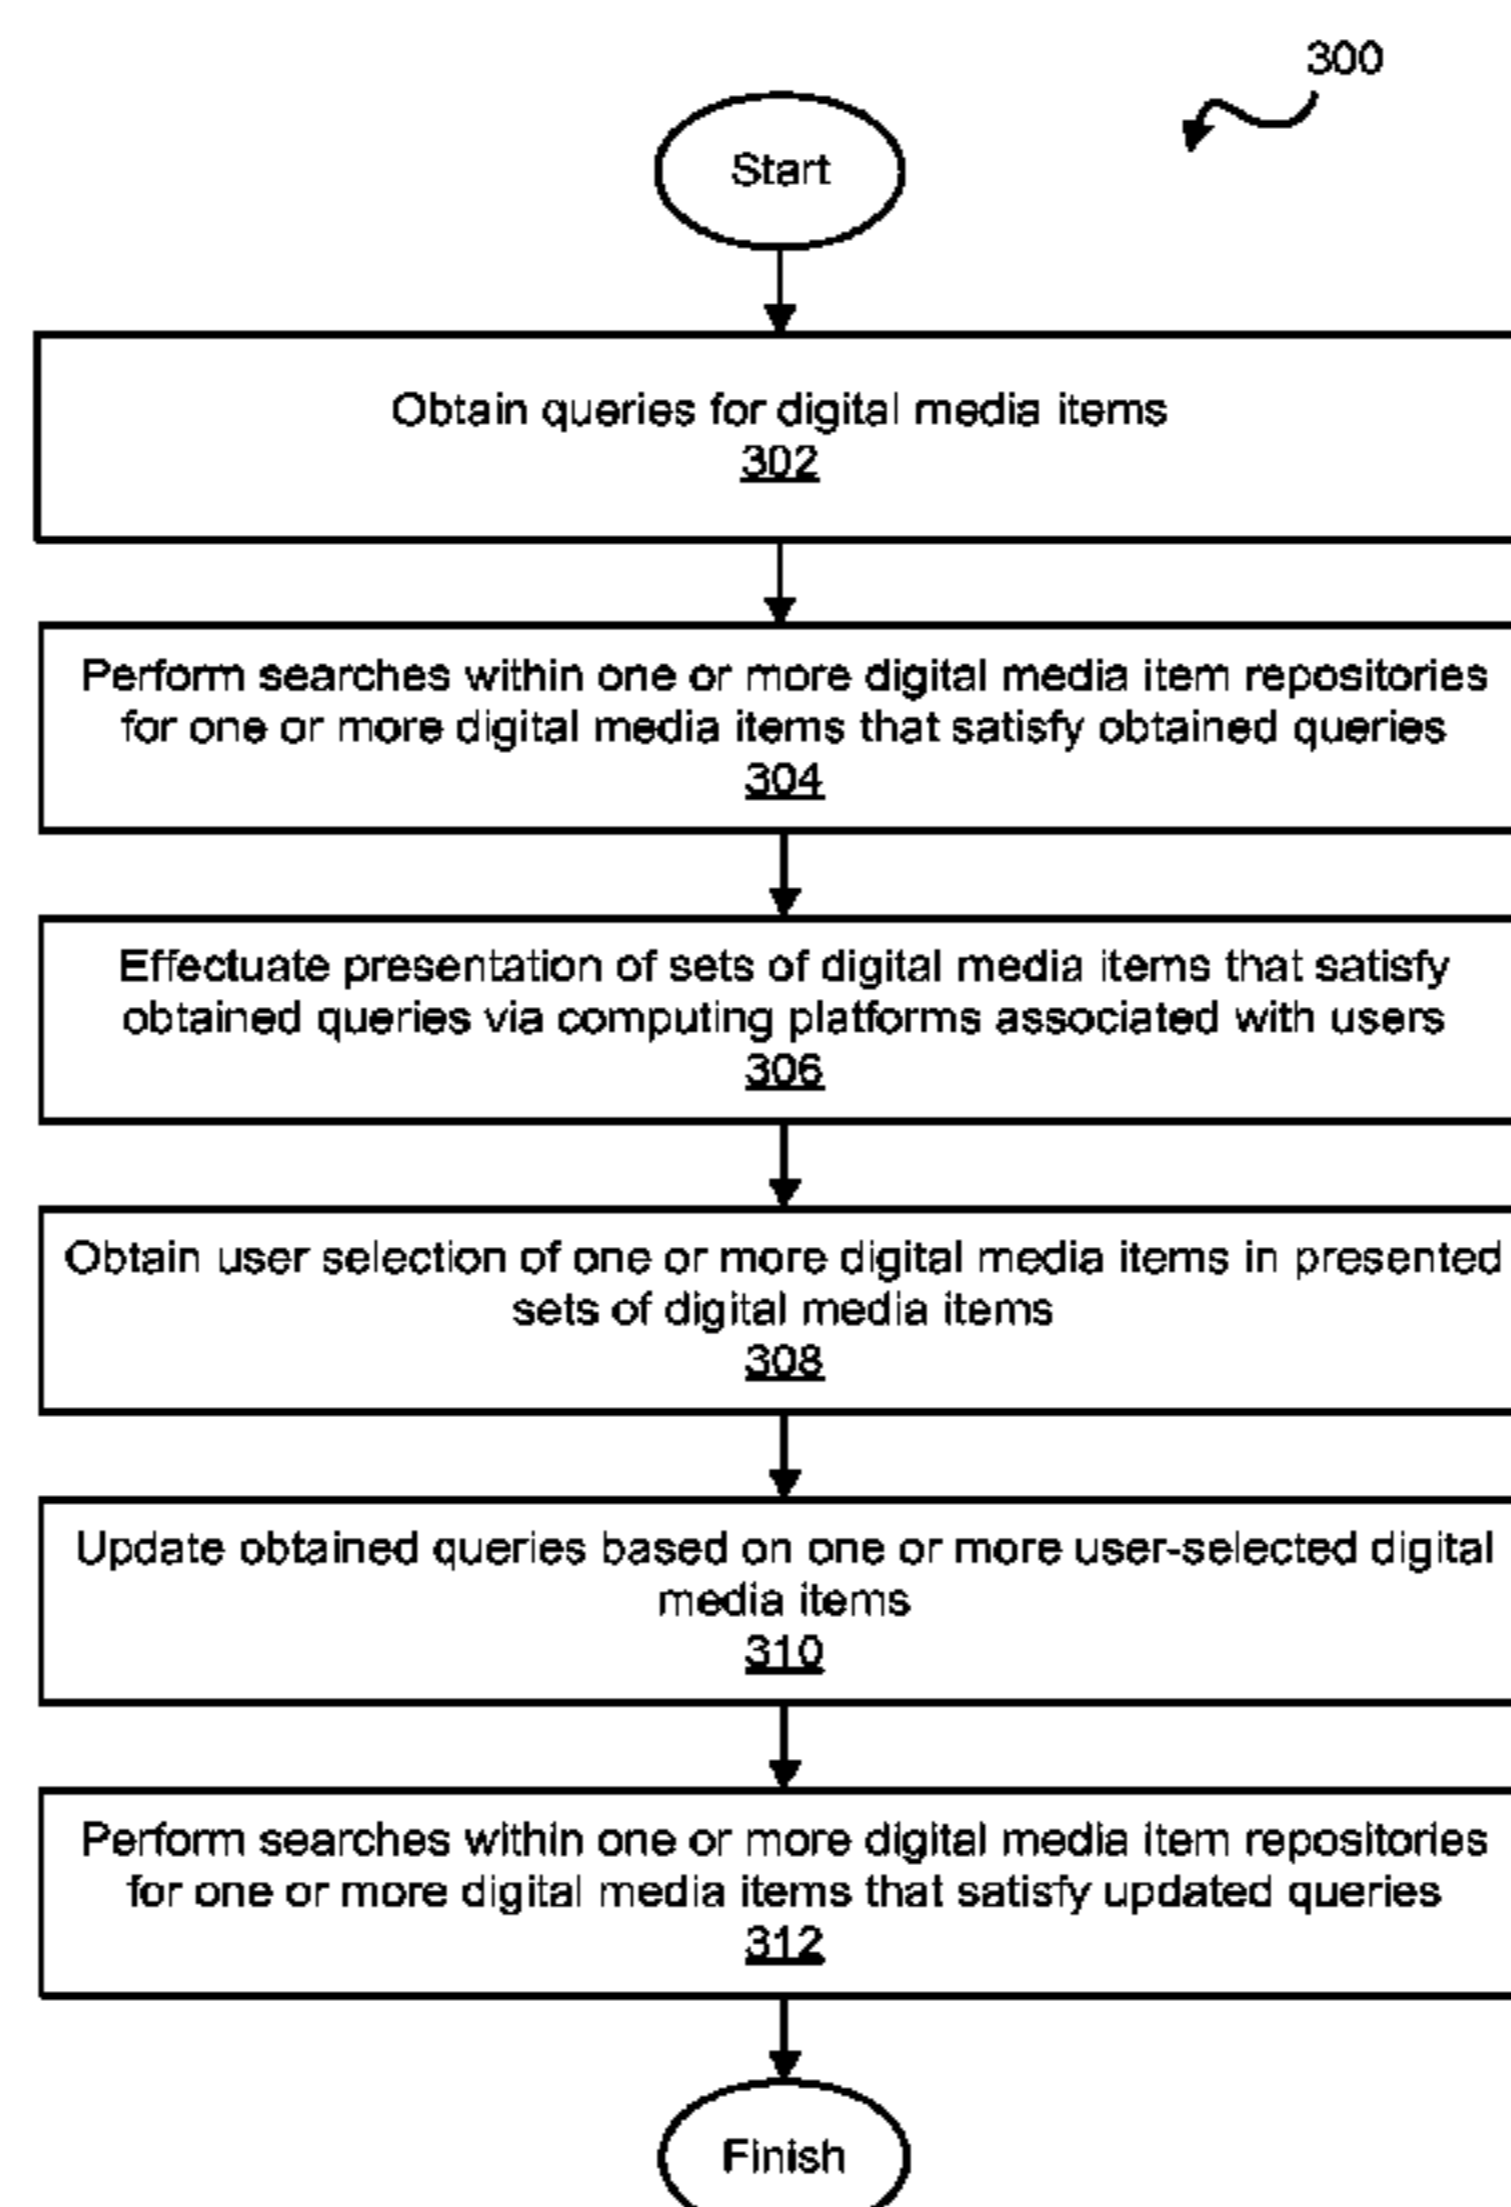 300
Start
Obtain queries for digital media items
302
Perform searches within one or more digital media item repositories
for one or more digital media items that satisfy obtained queries
304
Effectuate presentation of sets of digital media items that satisfy
obtained queries via computing platforms associated with users
306
Obtain user selection of one or more digital media items in presented
sets of digital media items
308
Update obtained queries based on one or more user-selected digital
media items
310
Perform searches within one or more digital media item repositories
for one or more digital media items that satisfy updated queries
312
Finish